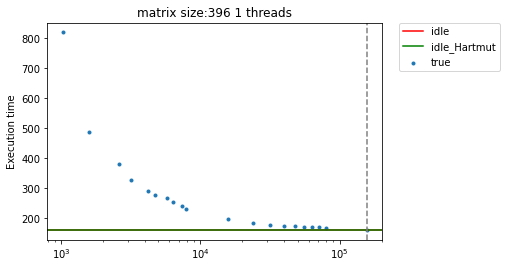 matrix size:396 1 threads
Execution time
800
700
600
500
400
300
200
10³
10⁴
10⁵
idle
idle_Hartmut
true